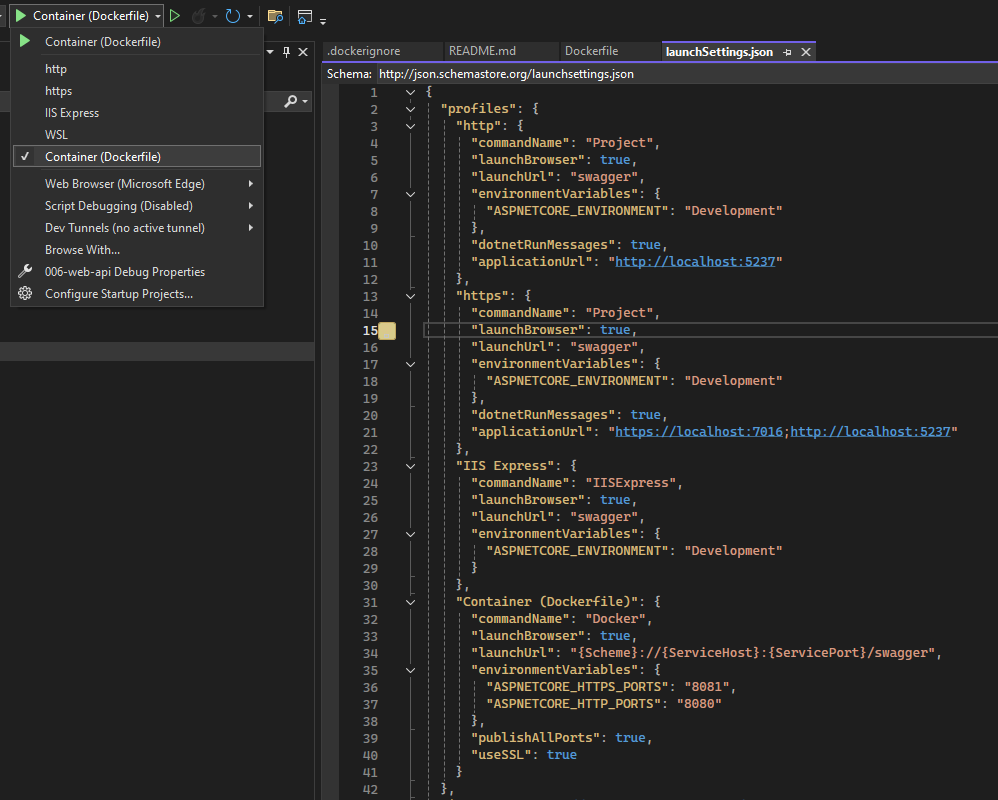 Container (Dockerfile)
Container (Dockerfile)
http
https
IIS Express
WSL
Container (Dockerfile)
Web Browser (Microsoft Edge)
Script Debugging (Disabled)
Dev Tunnels (no active tunnel)
Browse With...
006-web-api Debug Properties
Configure Startup Projects...
.dockerignore README.md Dockerfile launchSettings.json
Schema: http://json.schemastore.org/launchsettings.json
1 {
2 "profiles": {
3 "http": {
4 "commandName": "Project",
5 "launchBrowser": true,
6 "launchUrl": "swagger",
7 "environmentVariables": {
8 "ASPNETCORE_ENVIRONMENT": "Development"
9 },
10 "dotnetRunMessages": true,
11 "applicationUrl": "http://localhost:5237"
12 },
13 "https": {
14 "commandName": "Project",
15 "launchBrowser": true,
16 "launchUrl": "swagger",
17 "environmentVariables": {
18 "ASPNETCORE_ENVIRONMENT": "Development"
19 },
20 "dotnetRunMessages": true,
21 "applicationUrl": "https://localhost:7016;http://localhost:5237"
22 },
23 "IIS Express": {
24 "commandName": "IISExpress",
25 "launchBrowser": true,
26 "launchUrl": "swagger",
27 "environmentVariables": {
28 "ASPNETCORE_ENVIRONMENT": "Development"
29 }
30 },
31 "Container (Dockerfile)": {
32 "commandName": "Docker",
33 "launchBrowser": true,
34 "launchUrl": "{Scheme}://{ServiceHost}:{ServicePort}/swagger",
35 "environmentVariables": {
36 "ASPNETCORE_HTTPS_PORTS": "8081",
37 "ASPNETCORE_HTTP_PORTS": "8080"
38 },
39 "publishAllPorts": true,
40 "useSSL": true
41 }
42 },